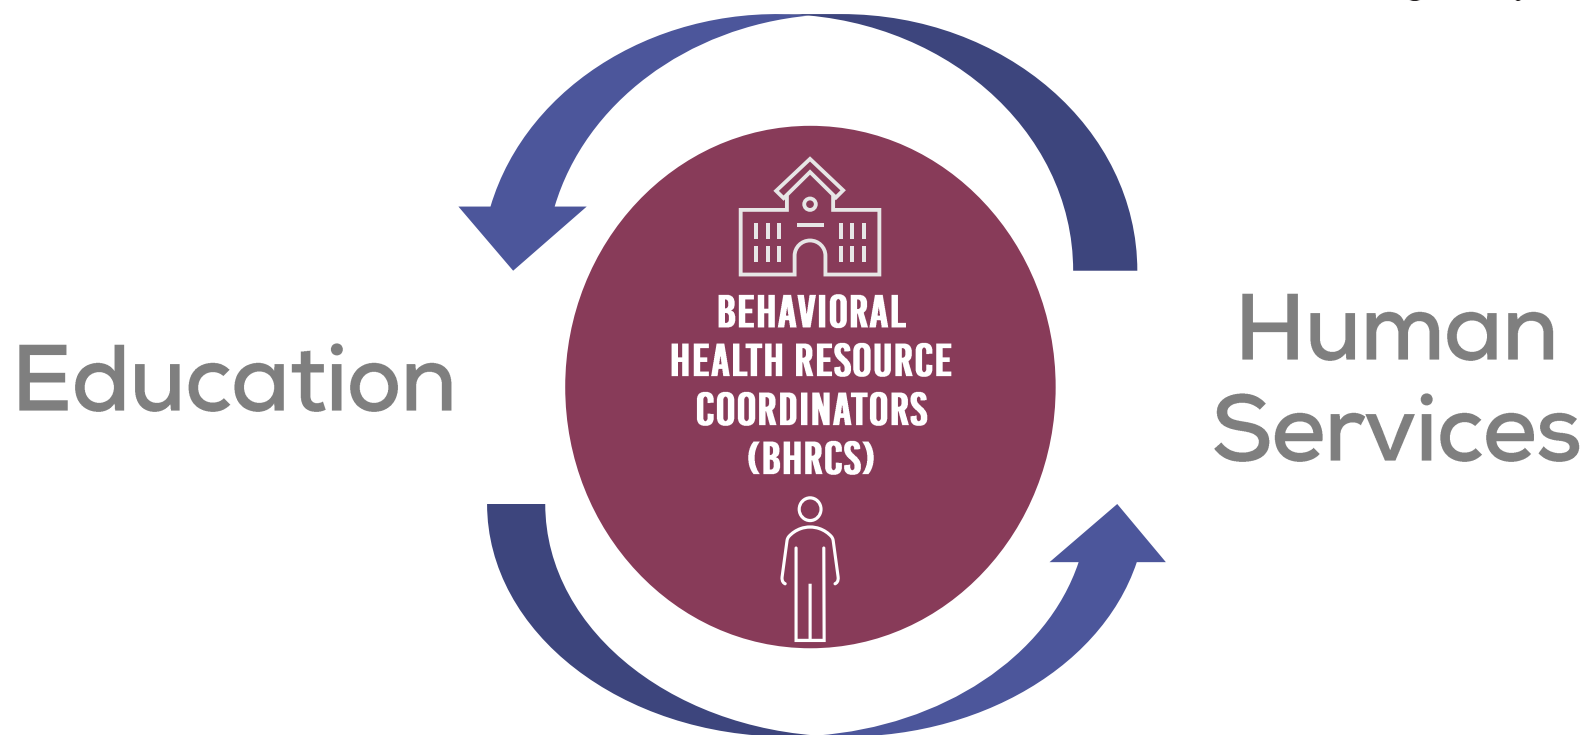 Education
BEHAVIORAL
HEALTH RESOURCE
COORDINATORS
(BHRCS)
Human
Services